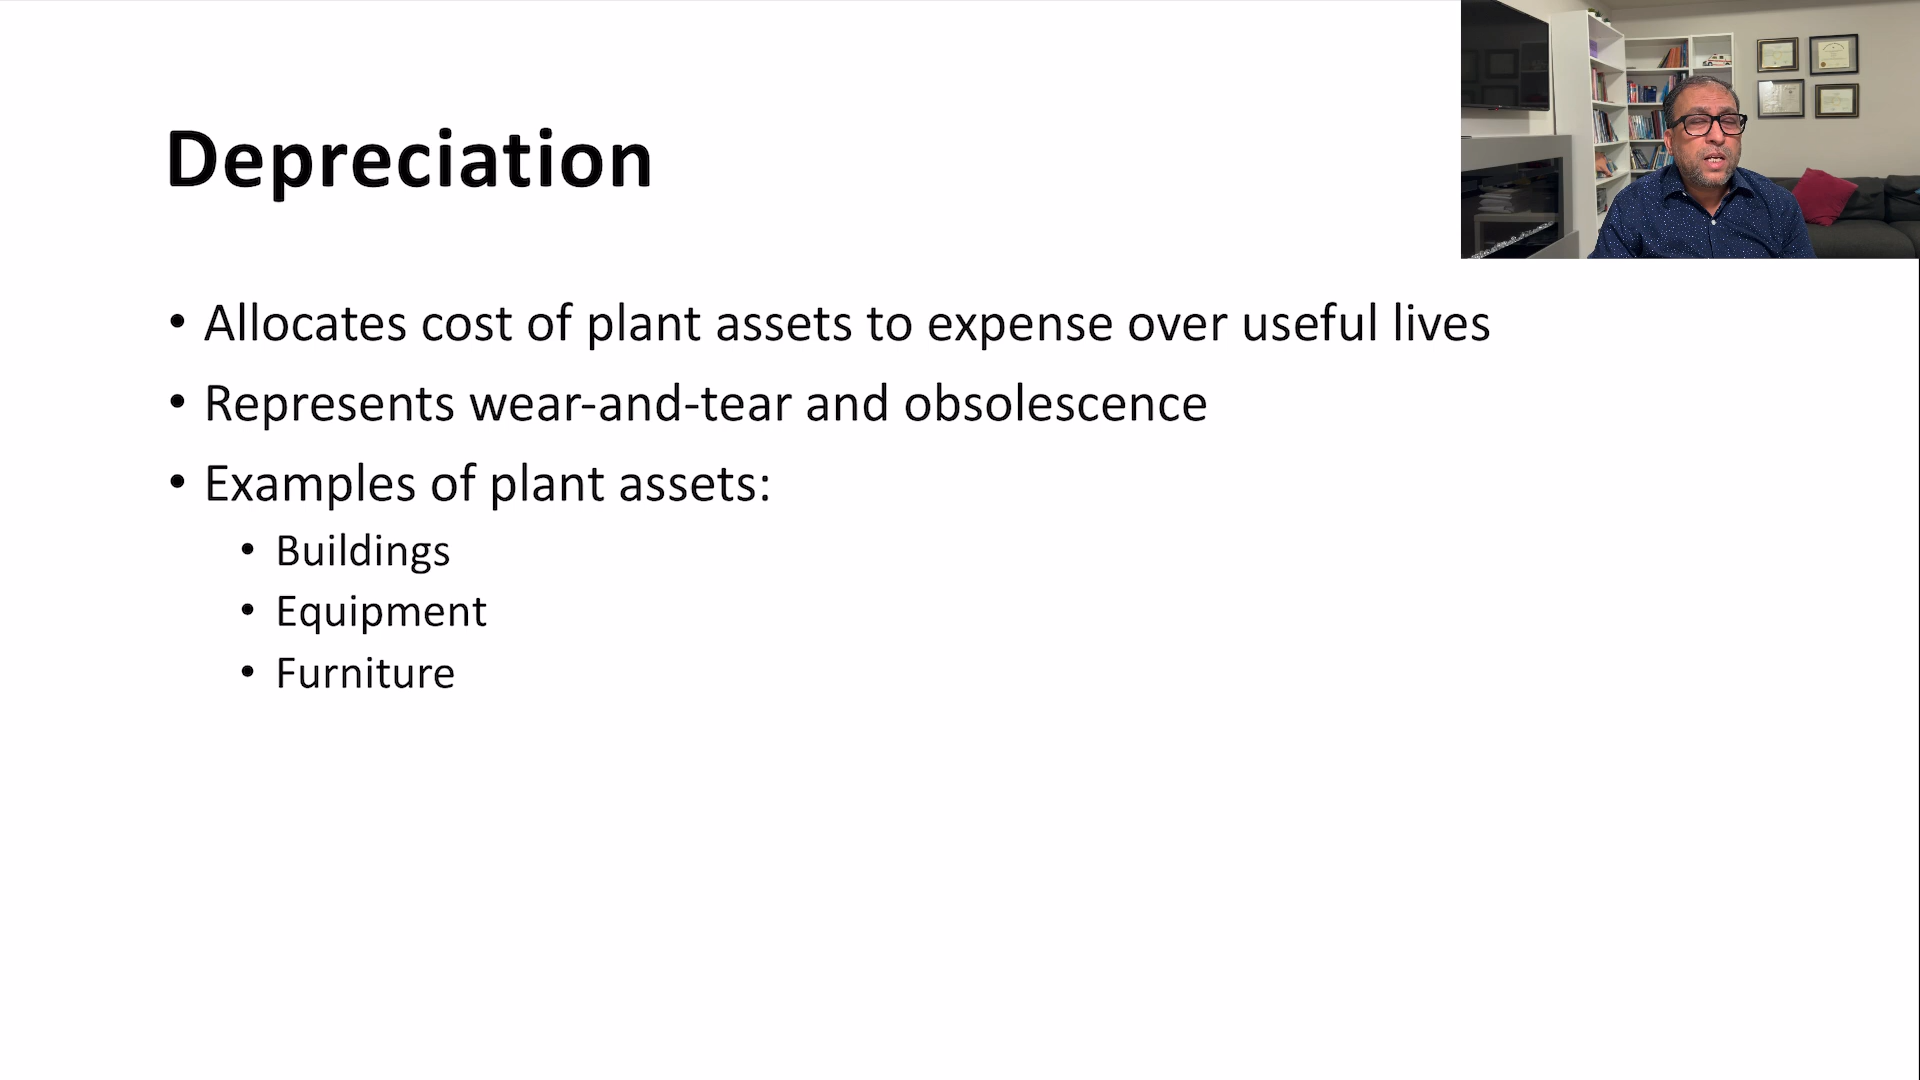 Depreciation
• Allocates cost of plant assets to expense over useful lives
• Represents wear-and-tear and obsolescence
• Examples of plant assets:
• Buildings
• Equipment
• Furniture